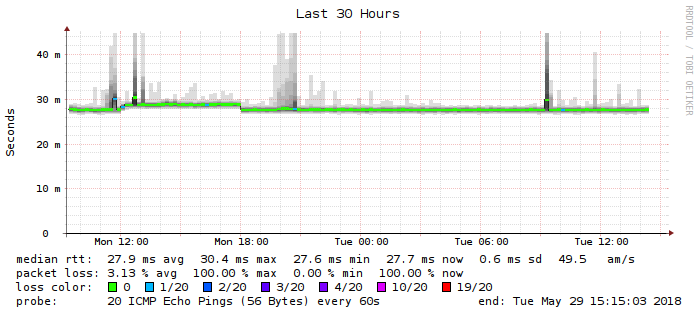 Last 30 Hours
RRDTOOL / TOBI OETIKER
Seconds
40 m
30 m
20 m
10 m
0
Mon 12:00 Mon 18:00 Tue 00:00 Tue 06:00 Tue 12:00
median rtt: 27.9 ms avg 30.4 ms max 27.6 ms min 27.7 ms now 0.6 ms sd 49.5 am/s
packet loss: 3.13 % avg 100.00 % max 0.00 % min 100.00 % now
loss color: 0 1/20 2/20 3/20 4/20 10/20 19/20
probe: 20 ICMP Echo Pings (56 Bytes) every 60s end: Tue May 29 15:15:03 2018